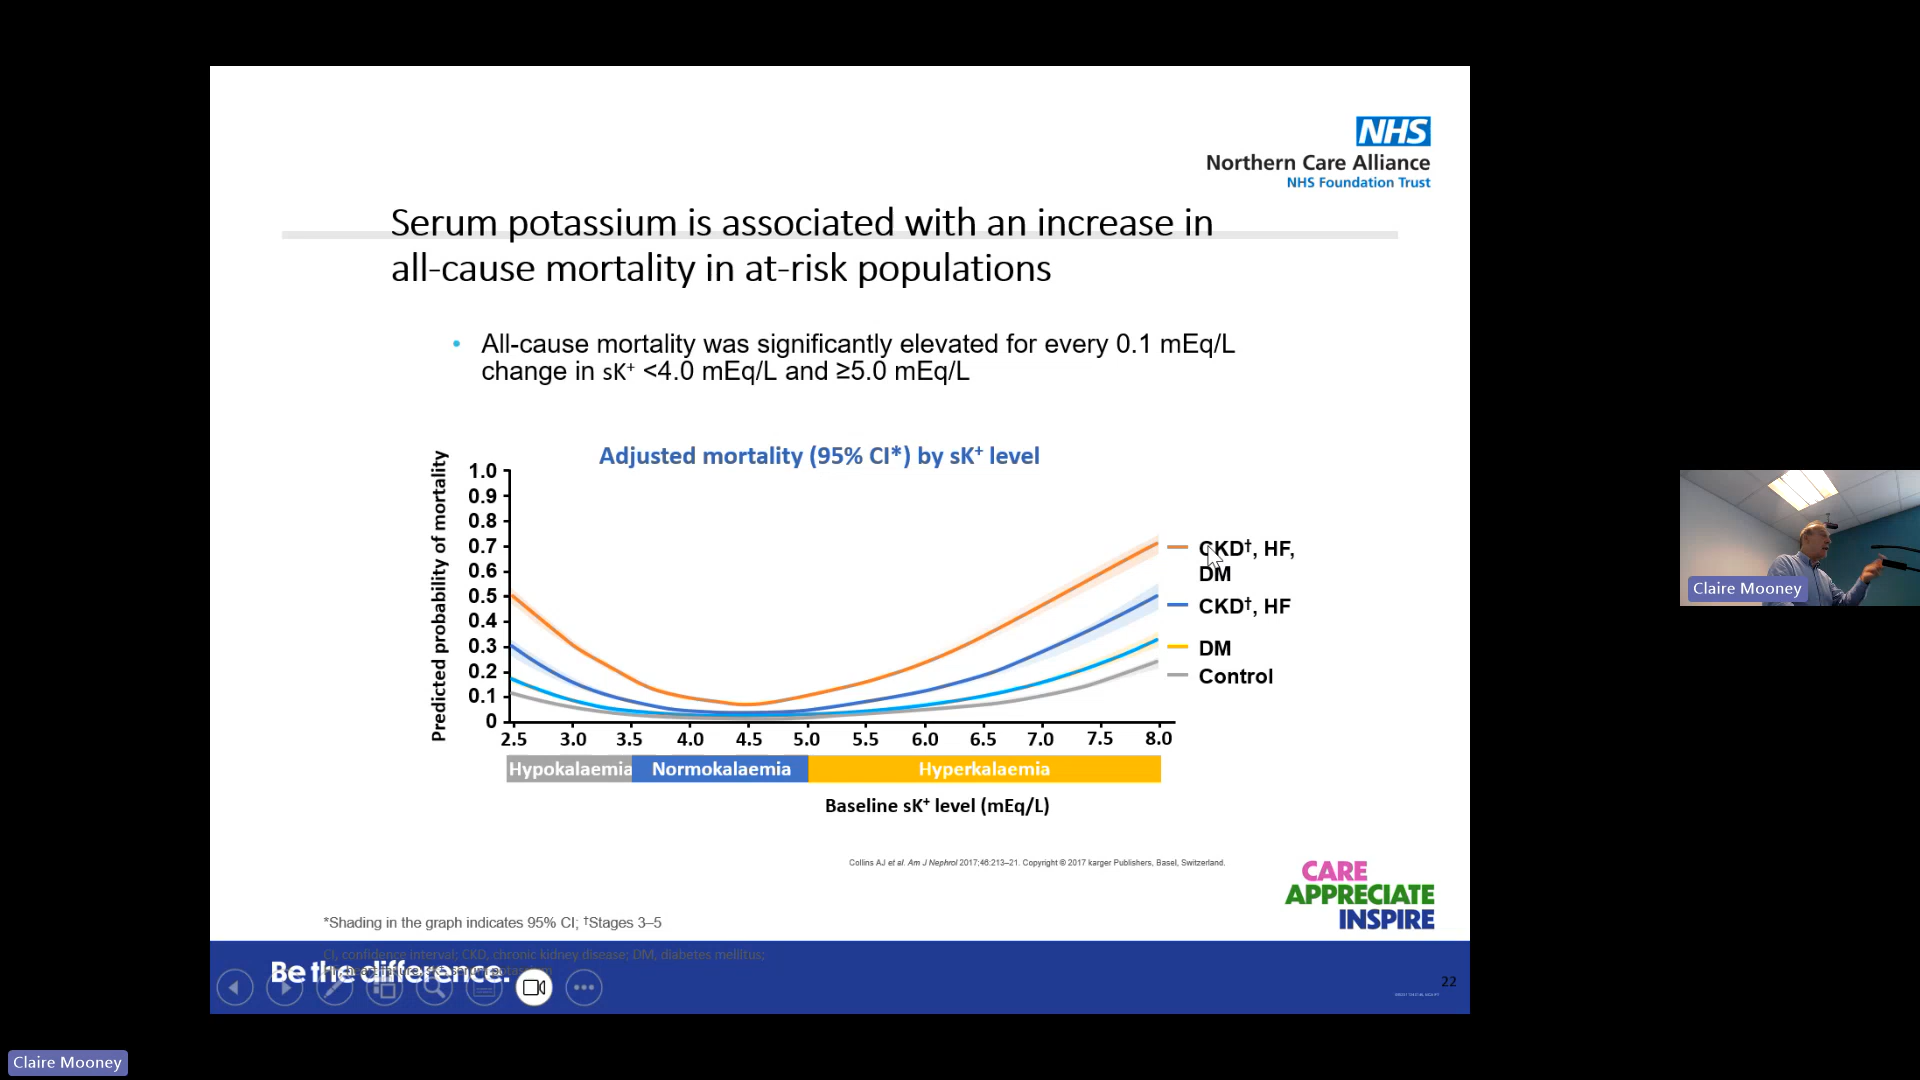 NHS
Northern Care Alliance
NHS Foundation Trust
Serum potassium is associated with an increase in
all-cause mortality in at-risk populations
• All-cause mortality was significantly elevated for every 0.1 mEq/L
change in sK⁺ <4.0 mEq/L and ≥5.0 mEq/L
Adjusted mortality (95% CI*) by sK⁺ level
Predicted probability of mortality
1.0
0.9
0.8
0.7
0.6
0.5
0.4
0.3
0.2
0.1
0
CKD†, HF,
DM
CKD†, HF
DM
Control
2.5 3.0 3.5 4.0 4.5 5.0 5.5 6.0 6.5 7.0 7.5 8.0
Hypokalaemia Normokalaemia Hyperkalaemia
Baseline sK⁺ level (mEq/L)
Collins AJ et al. Am J Nephrol 2017;46:213–21. Copyright © 2017 karger Publishers, Basel, Switzerland.
CARE
APPRECIATE
INSPIRE
*Shading in the graph indicates 95% CI; †Stages 3–5
CI, confidence interval; CKD, chronic kidney disease; DM, diabetes mellitus;
Be the difference.
22
Claire Mooney
Claire Mooney